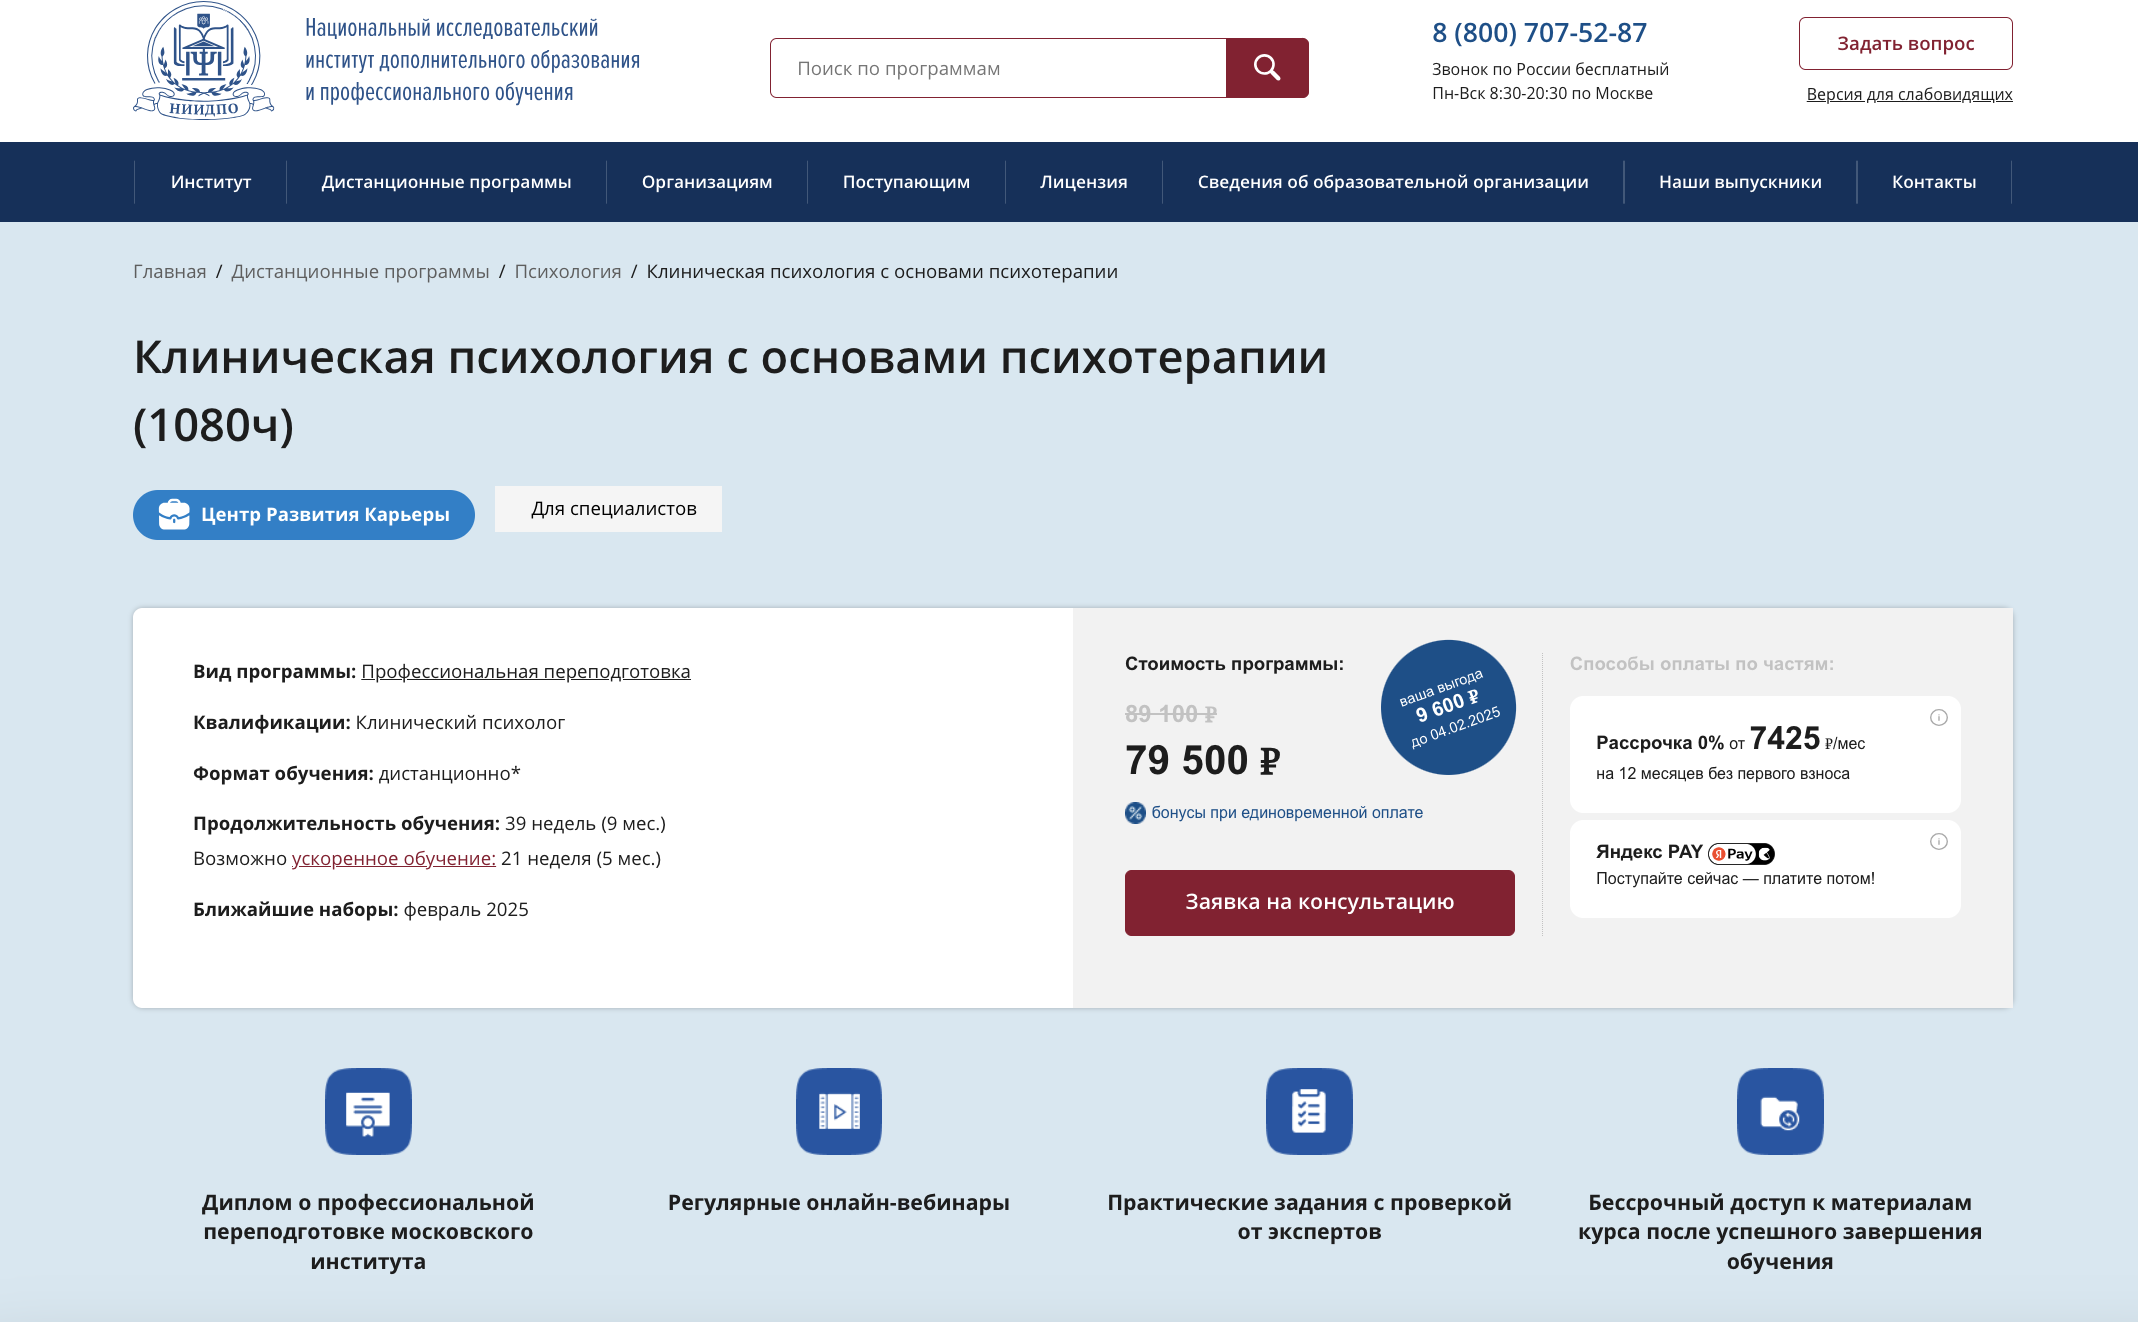 НИИДПО
Национальный исследовательский
институт дополнительного образования
и профессионального обучения
Поиск по программам
8 (800) 707-52-87
Звонок по России бесплатный
Пн-Вск 8:30-20:30 по Москве
Задать вопрос
Версия для слабовидящих
Институт
Дистанционные программы
Организациям
Поступающим
Лицензия
Сведения об образовательной организации
Наши выпускники
Контакты
Главная / Дистанционные программы / Психология / Клиническая психология с основами психотерапии
Клиническая психология с основами психотерапии
(1080ч)
Центр Развития Карьеры
Для специалистов
Вид программы: Профессиональная переподготовка
Квалификации: Клинический психолог
Формат обучения: дистанционно*
Продолжительность обучения: 39 недель (9 мес.)
Возможно ускоренное обучение: 21 неделя (5 мес.)
Ближайшие наборы: февраль 2025
Стоимость программы:
89 100 ₽
79 500 ₽
ваша выгода
9 600 ₽
до 04.02.2025
бонусы при единовременной оплате
Заявка на консультацию
Способы оплаты по частям:
Рассрочка 0% от 7425 ₽/мес
на 12 месяцев без первого взноса
Яндекс PAY Я Pay
Поступайте сейчас — платите потом!
Диплом о профессиональной
переподготовке московского
института
Регулярные онлайн-вебинары
Практические задания с проверкой
от экспертов
Бессрочный доступ к материалам
курса после успешного завершения
обучения